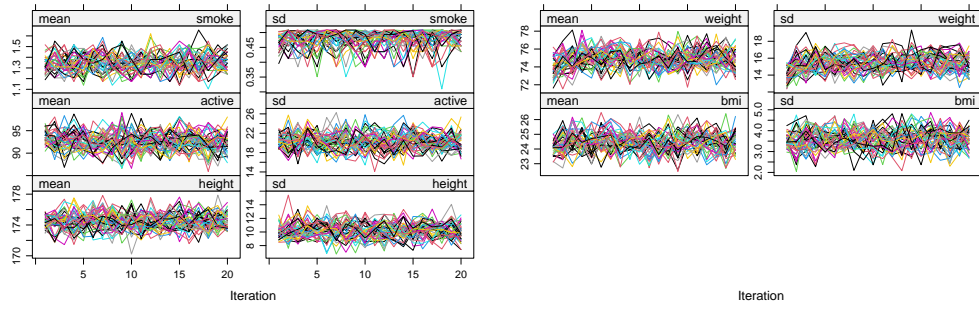 mean smoke
sd smoke
1.1 1.3 1.5
0.35 0.45
mean active
sd active
90 95
14 18 22 26
mean height
sd height
170 174 178
8 10 12 14
5 10 15 20
5 10 15 20
Iteration
mean weight
sd weight
72 74 76 78
14 16 18
mean bmi
sd bmi
23 24 25 26
2.0 3.0 4.0 5.0
Iteration